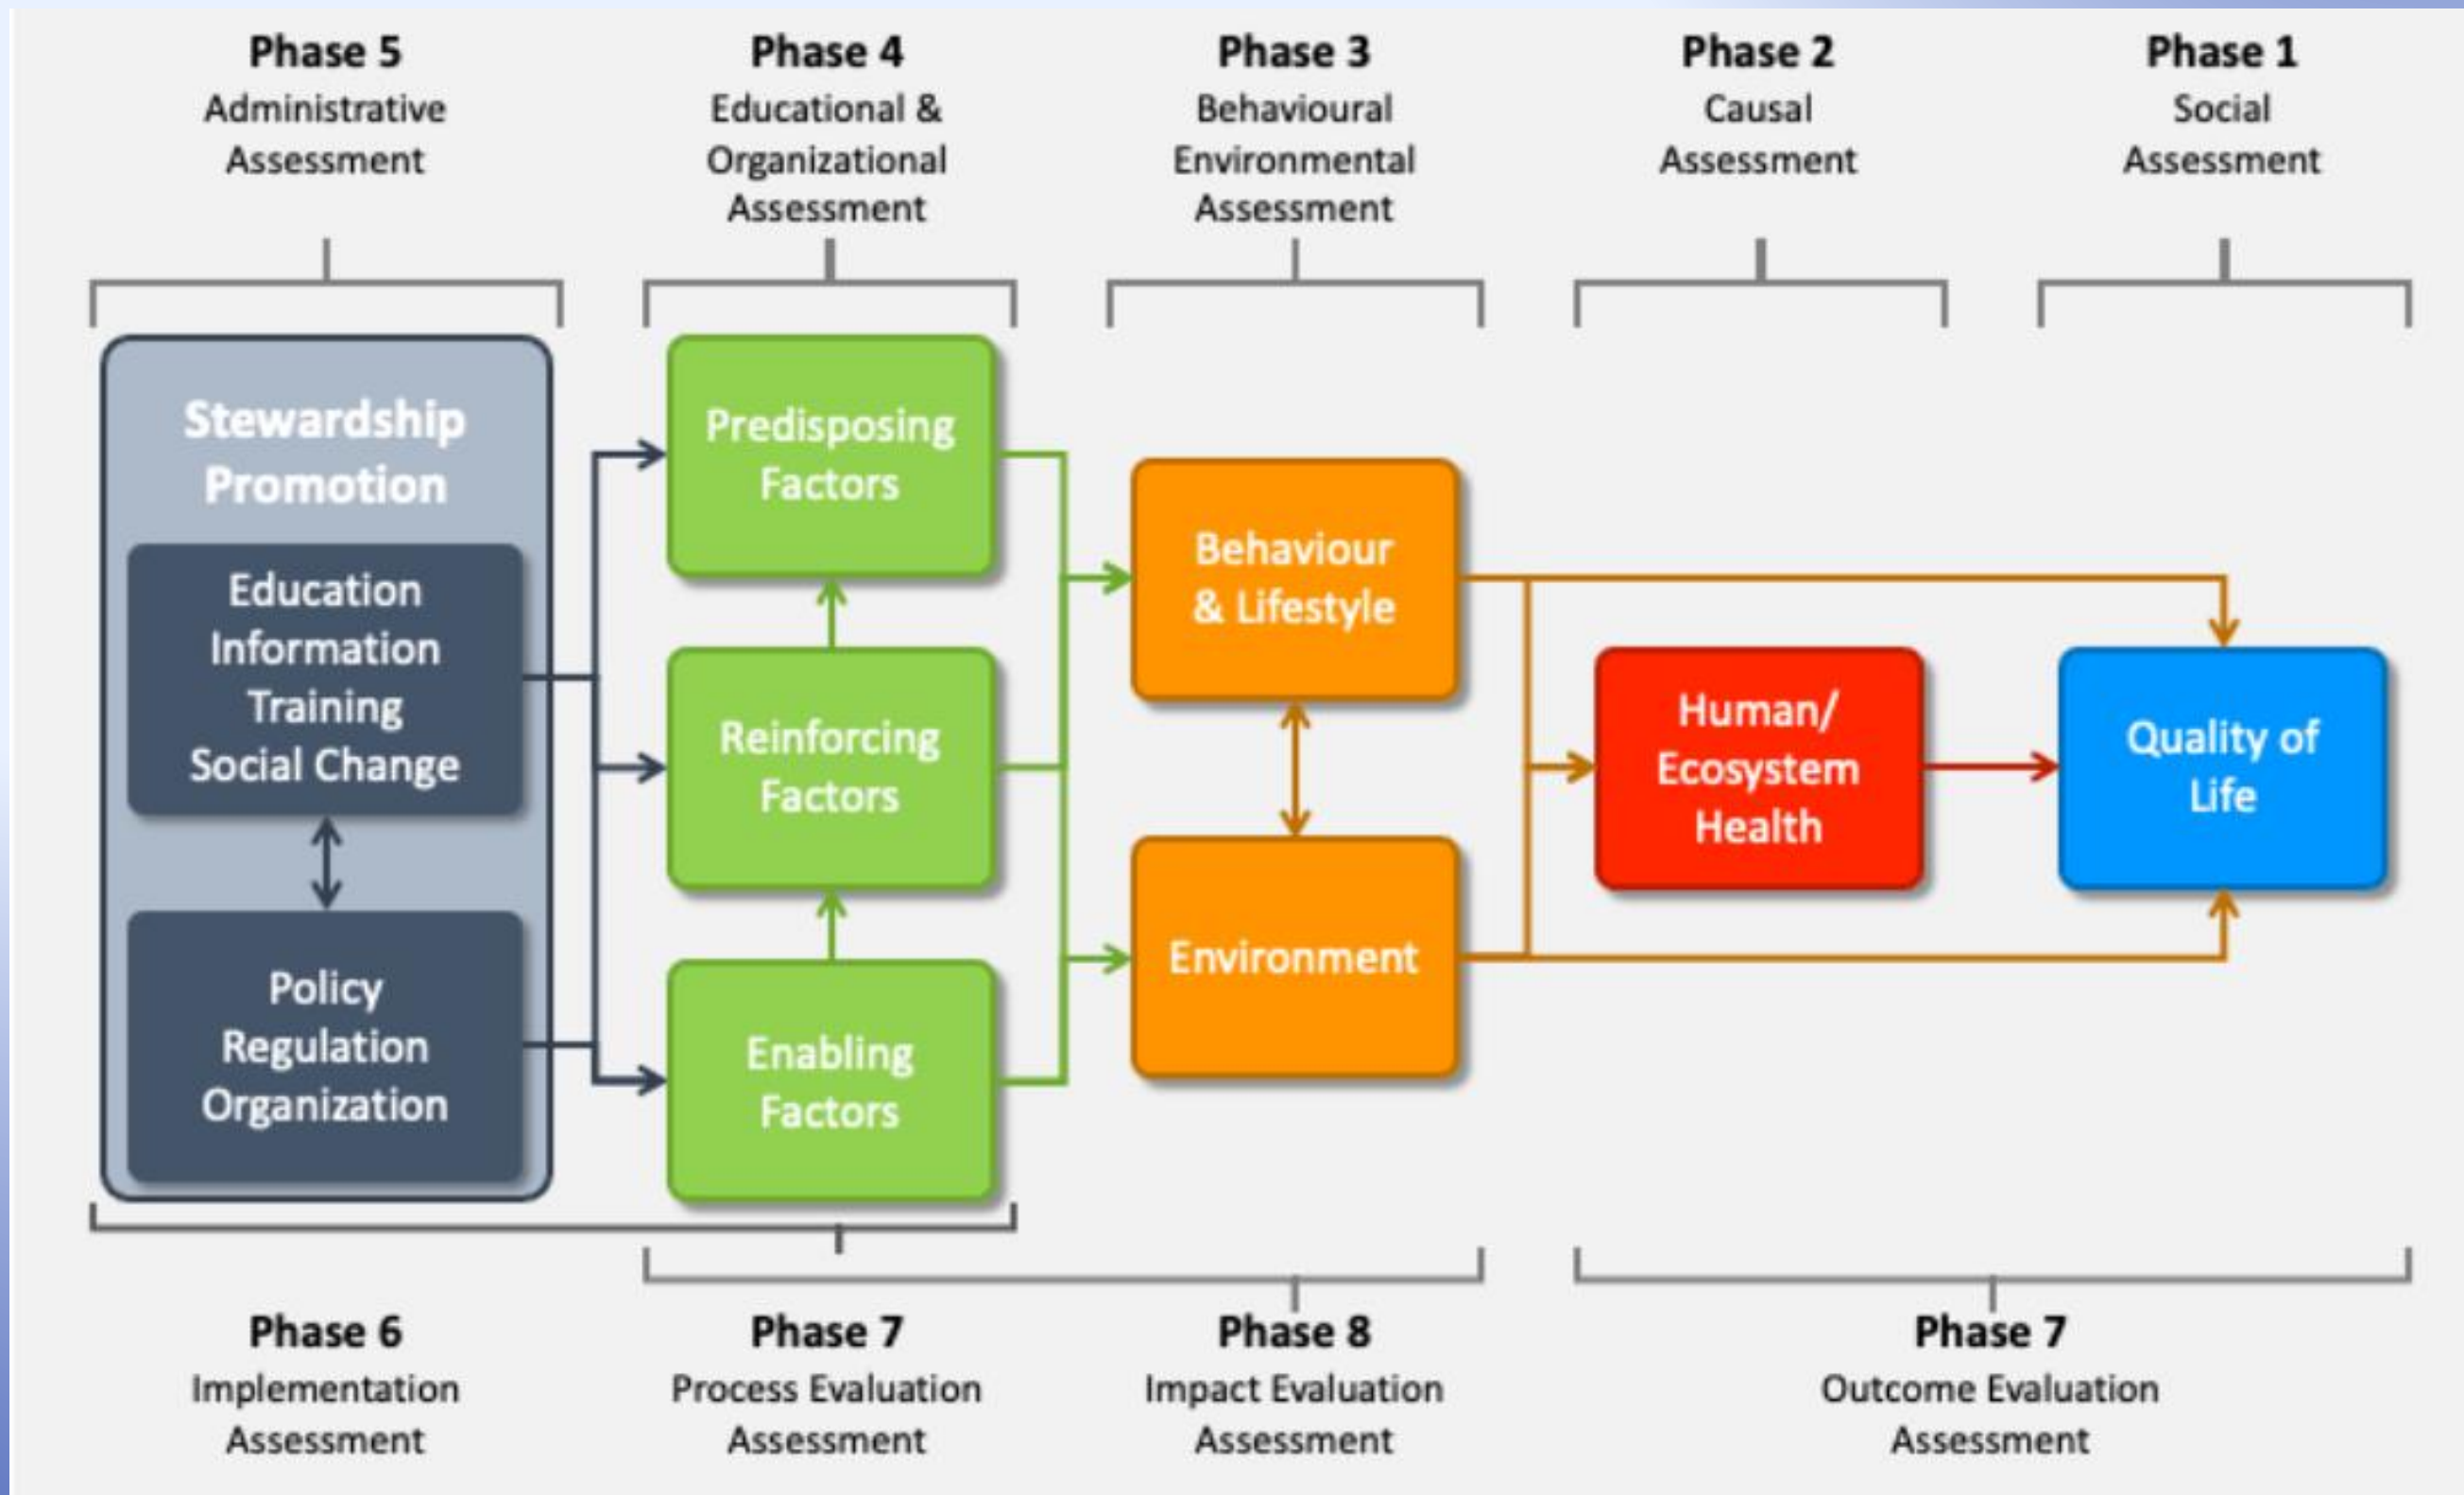 Phase 5
Administrative
Assessment
Phase 4
Educational &
Organizational
Assessment
Phase 3
Behavioural
Environmental
Assessment
Phase 2
Causal
Assessment
Phase 1
Social
Assessment
Stewardship
Promotion
Education
Information
Training
Social Change
Policy
Regulation
Organization
Predisposing
Factors
Reinforcing
Factors
Enabling
Factors
Behaviour
& Lifestyle
Environment
Human/
Ecosystem
Health
Quality of
Life
Phase 6
Implementation
Assessment
Phase 7
Process Evaluation
Assessment
Phase 8
Impact Evaluation
Assessment
Phase 7
Outcome Evaluation
Assessment